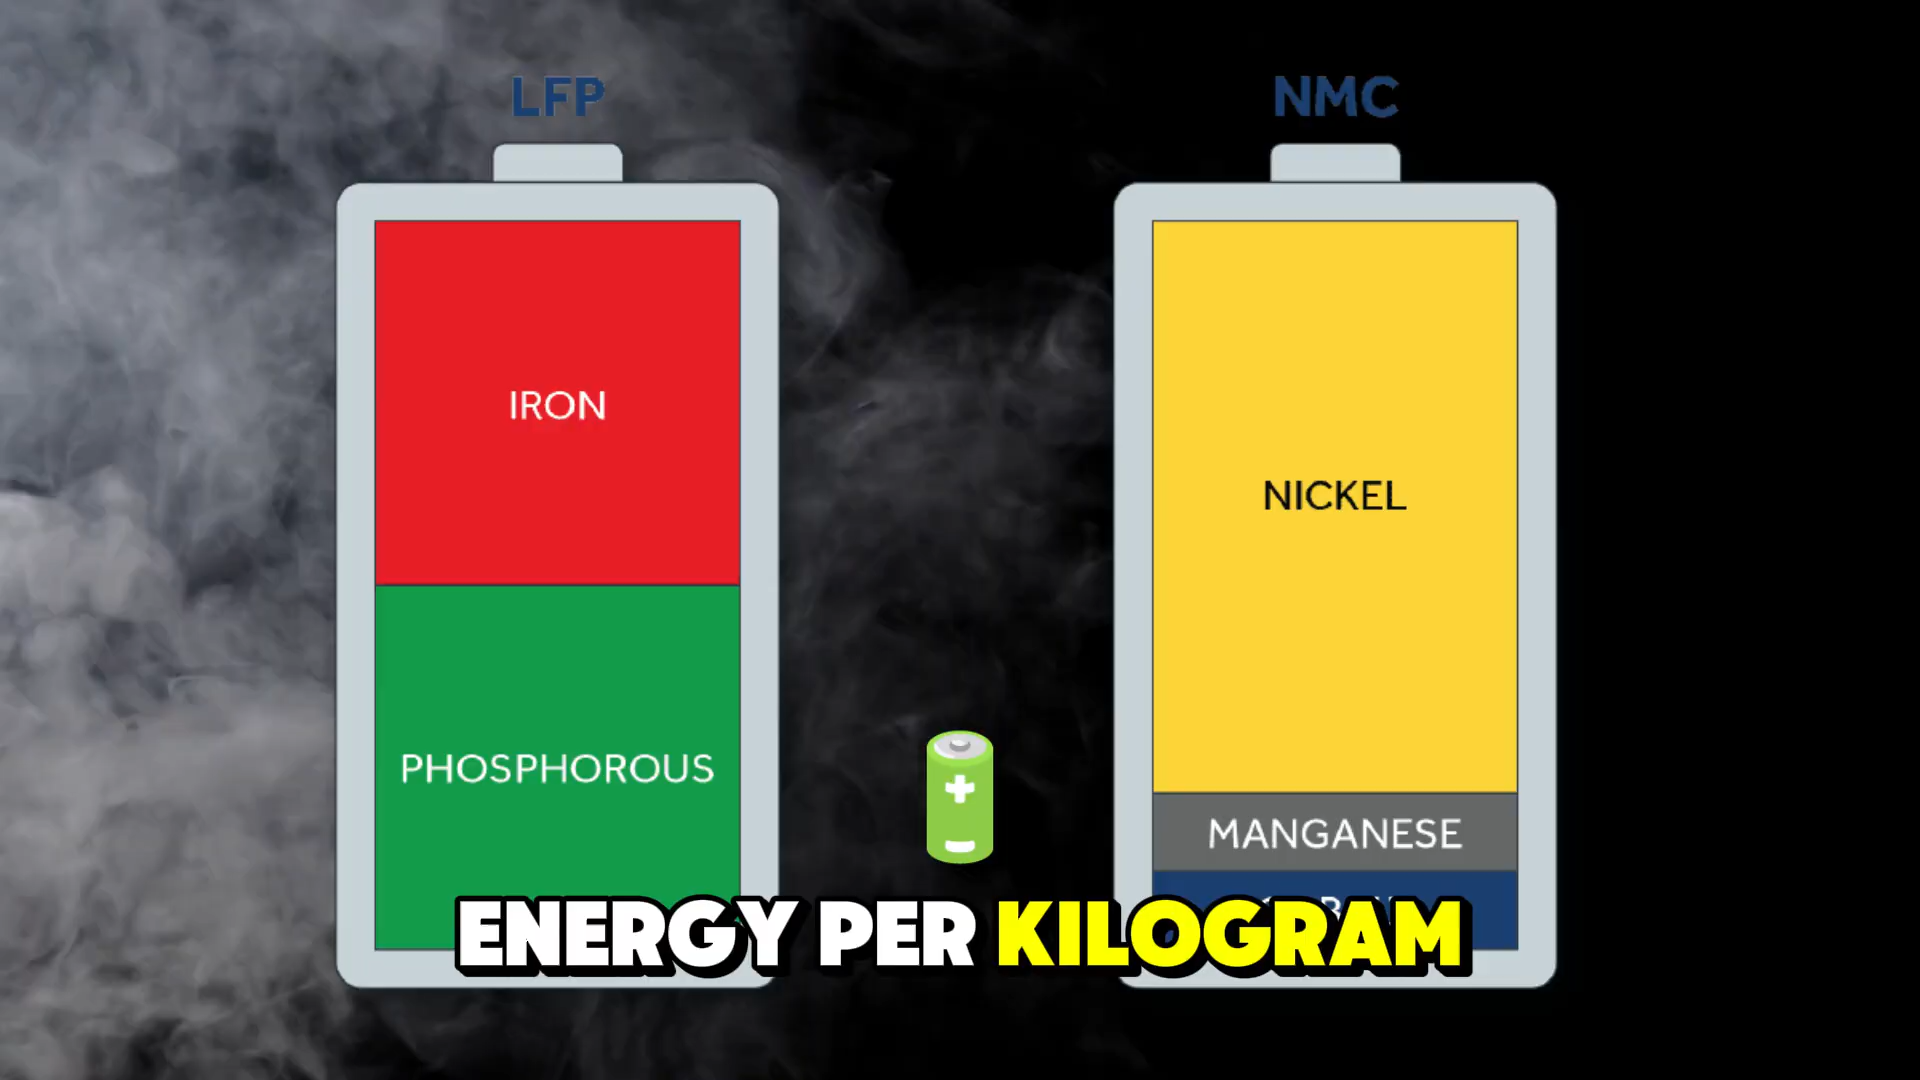 LFP
NMC
IRON
NICKEL
PHOSPHOROUS
MANGANESE
ENERGY PER KILOGRAM